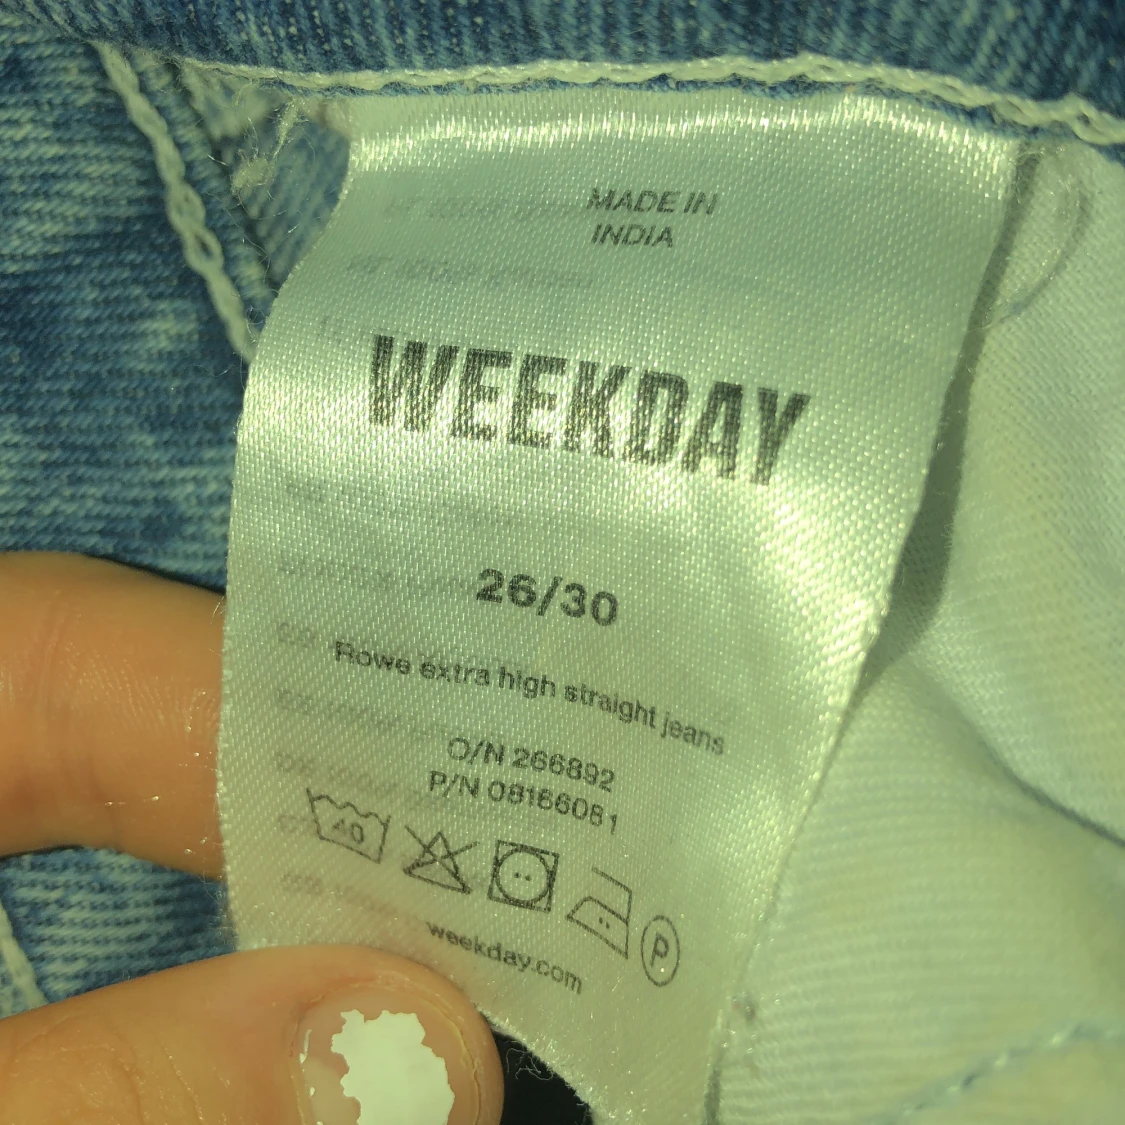 MADE IN
INDIA
WEEKDAY
26/30
Rowe extra high straight jeans
O/N 266892
P/N 08166081
40
P
weekday.com